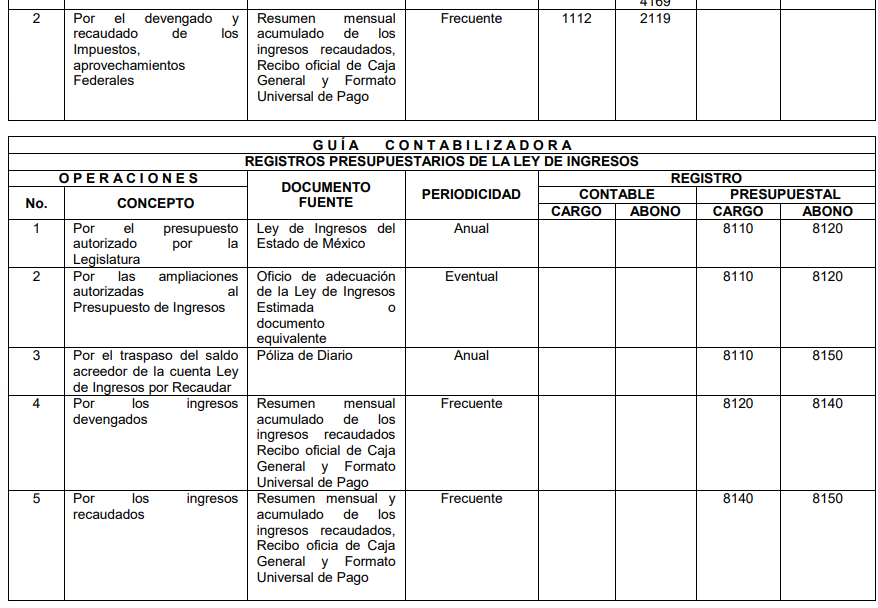 4169
2 Por el devengado y Resumen mensual Frecuente 1112 2119
recaudado de los acumulado de los
Impuestos, ingresos recaudados,
aprovechamientos Recibo oficial de Caja
Federales General y Formato
Universal de Pago
GUÍA CONTABILIZADORA
REGISTROS PRESUPUESTARIOS DE LA LEY DE INGRESOS
OPERACIONES DOCUMENTO FUENTE PERIODICIDAD REGISTRO
No. CONCEPTO CONTABLE PRESUPUESTAL
CARGO ABONO CARGO ABONO
1 Por el presupuesto Ley de Ingresos del Anual 8110 8120
autorizado por la Estado de México
Legislatura
2 Por las ampliaciones Oficio de adecuación Eventual 8110 8120
autorizadas al de la Ley de Ingresos
Presupuesto de Ingresos Estimada o
documento
equivalente
3 Por el traspaso del saldo Póliza de Diario Anual 8110 8150
acreedor de la cuenta Ley
de Ingresos por Recaudar
4 Por los ingresos Resumen mensual Frecuente 8120 8140
devengados acumulado de los
ingresos recaudados
Recibo oficial de Caja
General y Formato
Universal de Pago
5 Por los ingresos Resumen mensual y Frecuente 8140 8150
recaudados acumulado de los
ingresos recaudados,
Recibo oficia de Caja
General y Formato
Universal de Pago